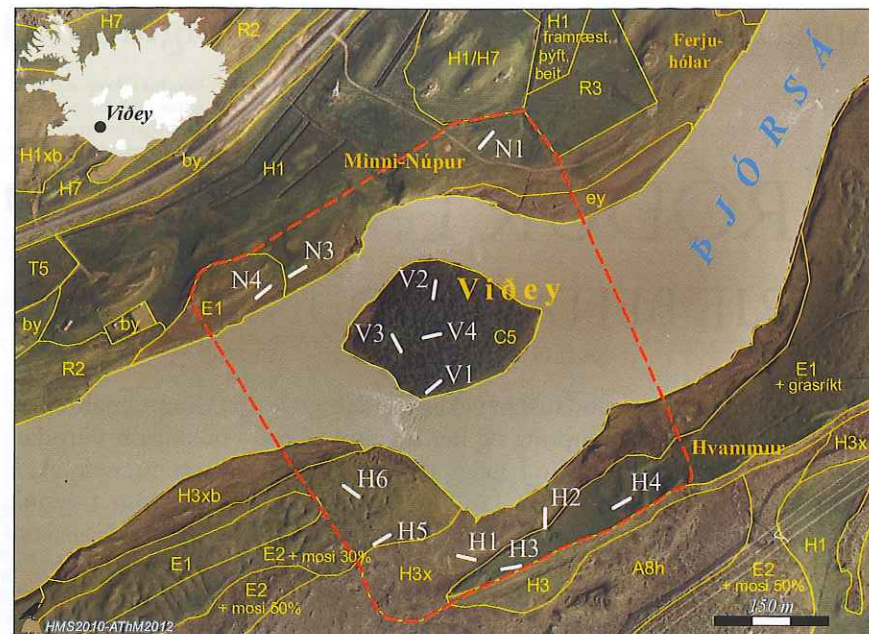 H7
R2
H1
framræst,
þýft,
beit
Ferju-
hólar
H1/H7
R3
Viðey
ÞJÓRSÁ
H1xb
by
H7
H1
Minni-Núpur
N1
ey
T5
N3
N4
E1
V2
Viðey
by
by
V3
V4
C5
R2
V1
E1
+ grasríkt
Hvammur
H3x
H6
H4
H3xb
H2
H5
H1
E1
E2
+ mosi 30%
H3
H1
H3x
H3
A8h
E2
+ mosi 50%
E2
+ mosi 50%
150 m
HMS2010-AThM2012